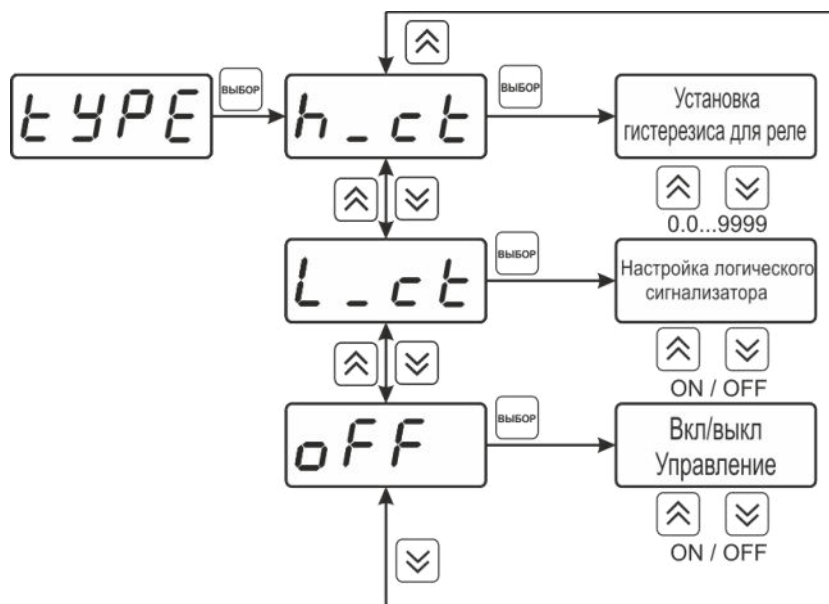 tYPE
ВЫБОР
h_ct
ВЫБОР
Установка
гистерезиса для реле
0.0...9999
L_ct
ВЫБОР
Настройка логического
сигнализатора
ON / OFF
oFF
ВЫБОР
Вкл/выкл
Управление
ON / OFF